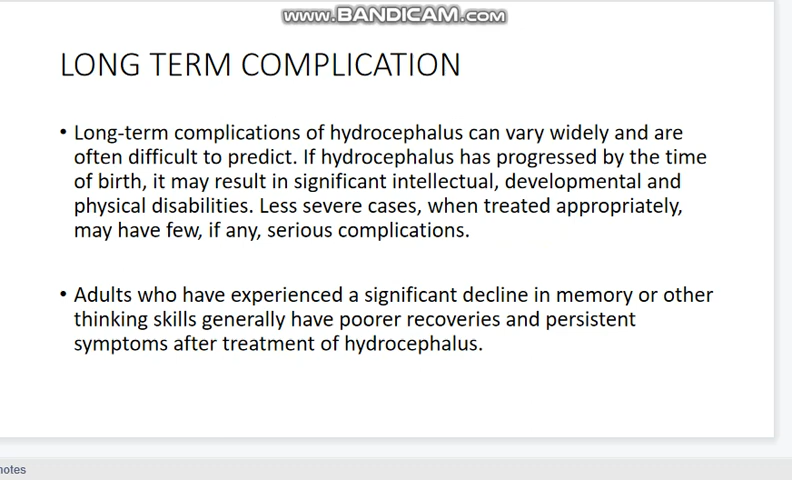 WWW.BANDICAM.COM
LONG TERM COMPLICATION
• Long-term complications of hydrocephalus can vary widely and are
often difficult to predict. If hydrocephalus has progressed by the time
of birth, it may result in significant intellectual, developmental and
physical disabilities. Less severe cases, when treated appropriately,
may have few, if any, serious complications.
• Adults who have experienced a significant decline in memory or other
thinking skills generally have poorer recoveries and persistent
symptoms after treatment of hydrocephalus.
notes